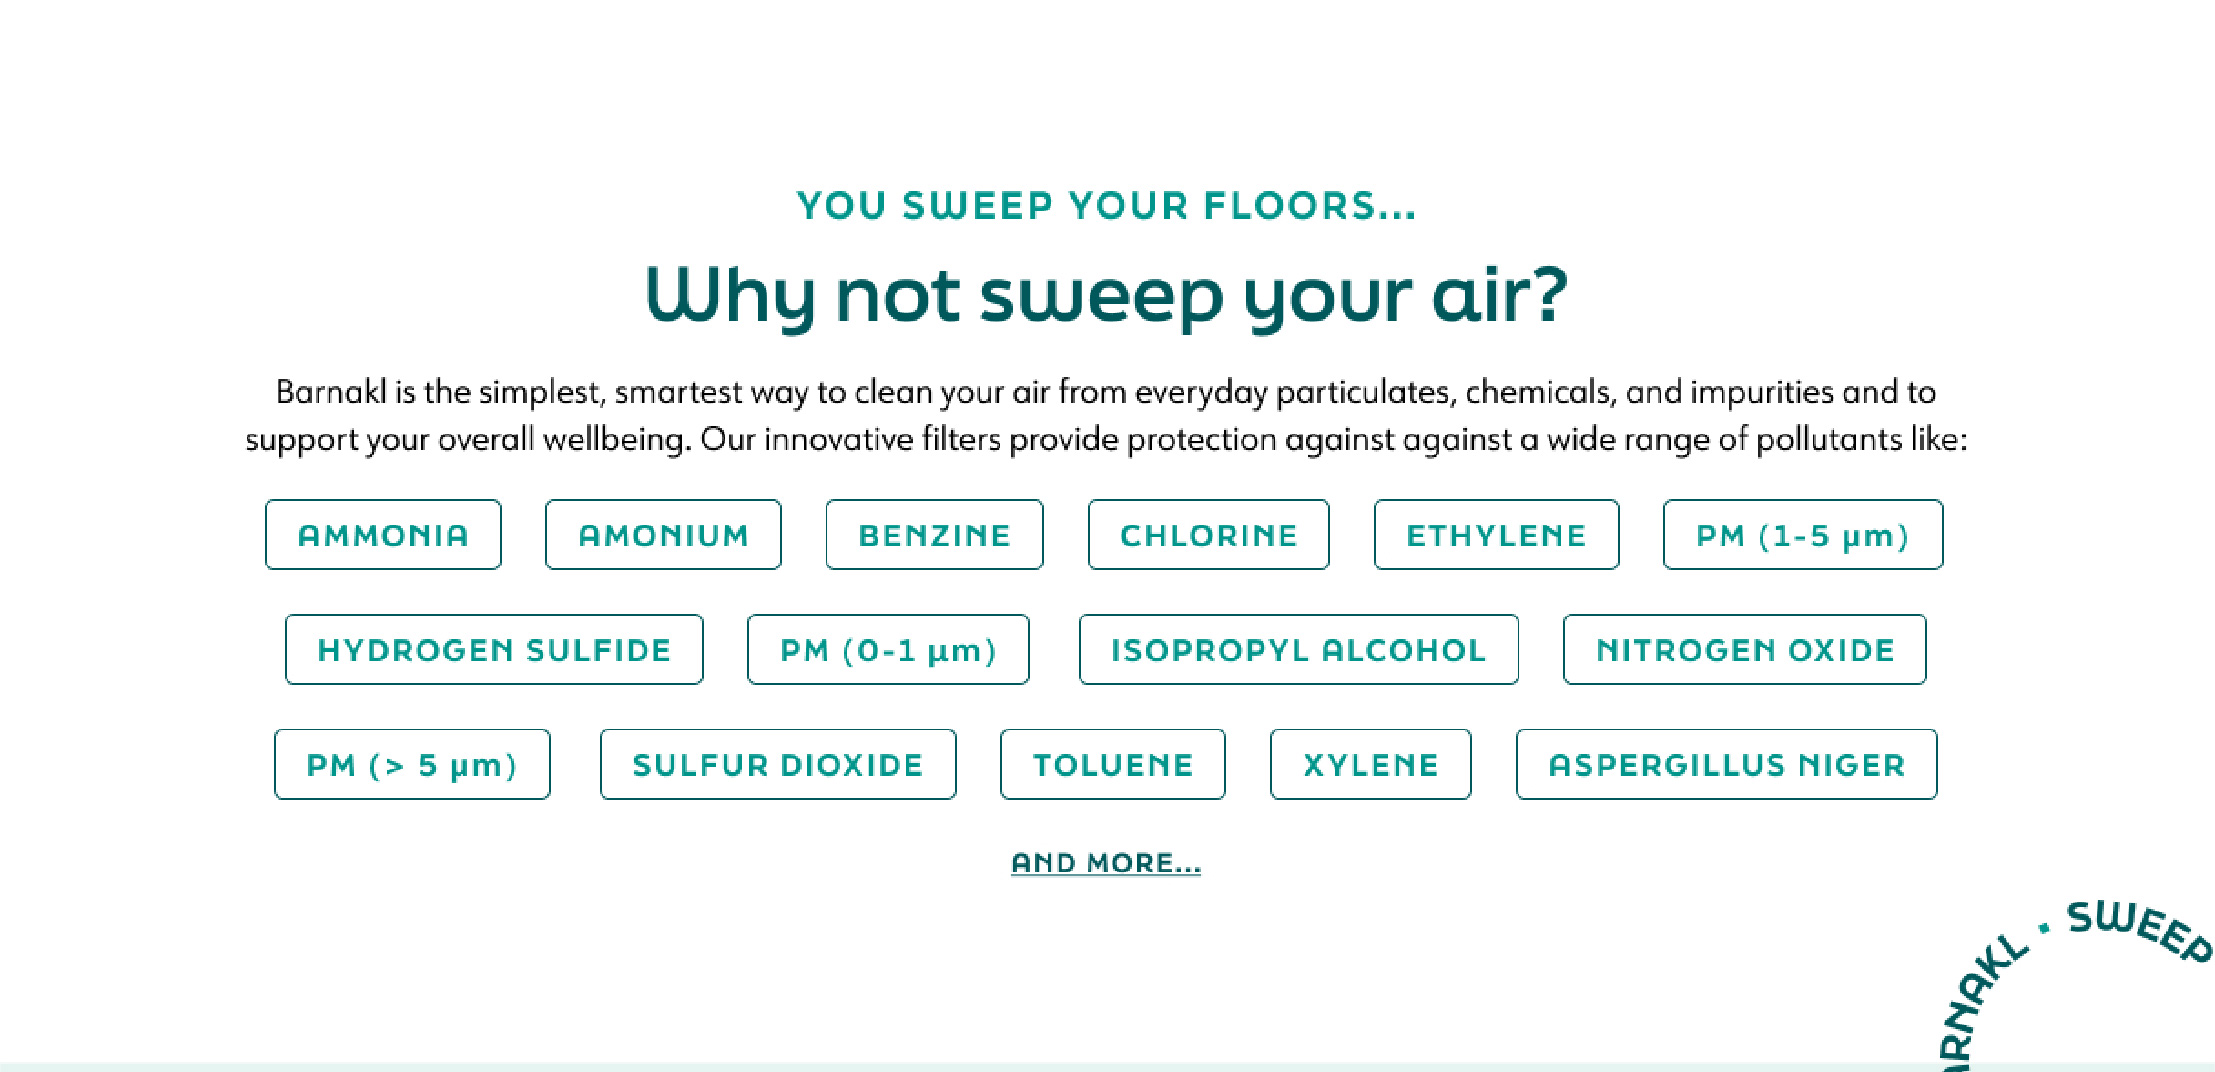 YOU SWEEP YOUR FLOORS...
Why not sweep your air?
Barnakl is the simplest, smartest way to clean your air from everyday particulates, chemicals, and impurities and to
support your overall wellbeing. Our innovative filters provide protection against against a wide range of pollutants like:
AMMONIA AMONIUM BENZINE CHLORINE ETHYLENE PM (1-5 µm)
HYDROGEN SULFIDE PM (0-1 µm) ISOPROPYL ALCOHOL NITROGEN OXIDE
PM (> 5 µm) SULFUR DIOXIDE TOLUENE XYLENE ASPERGILLUS NIGER
AND MORE...
ARNAKL · SWEEP